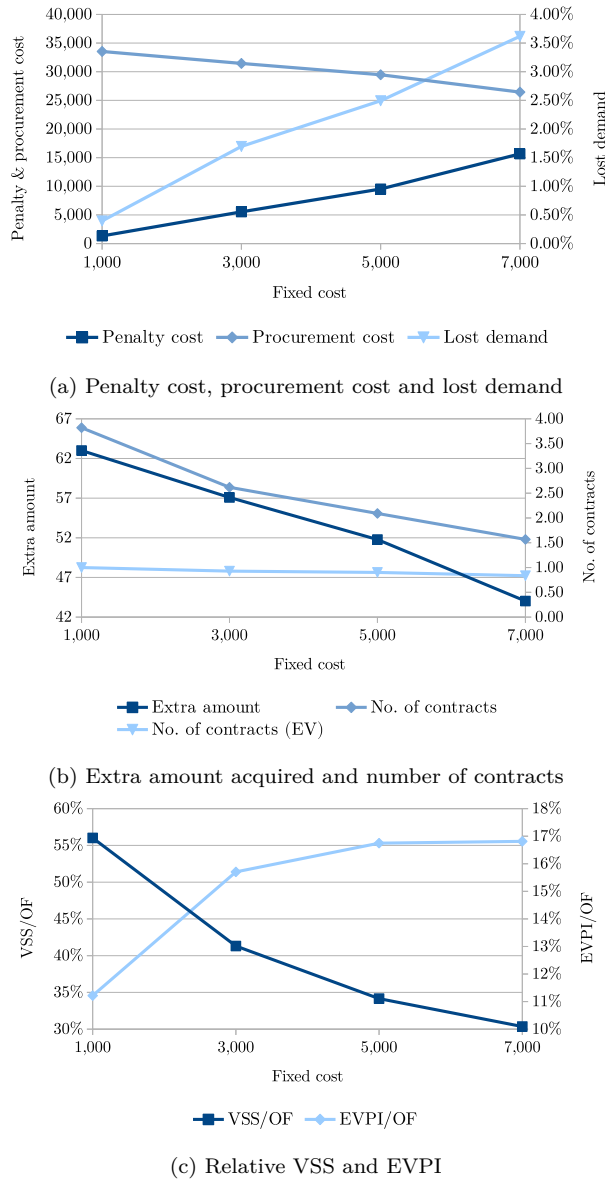 40,000
35,000
30,000
25,000
20,000
15,000
10,000
5,000
0
Penalty & procurement cost
4.00%
3.50%
3.00%
2.50%
2.00%
1.50%
1.00%
0.50%
0.00%
Lost demand
1,000 3,000 5,000 7,000
Fixed cost
Penalty cost Procurement cost Lost demand
(a) Penalty cost, procurement cost and lost demand
67
62
57
52
47
42
Extra amount
4.00
3.50
3.00
2.50
2.00
1.50
1.00
0.50
0.00
No. of contracts
1,000 3,000 5,000 7,000
Fixed cost
Extra amount No. of contracts
No. of contracts (EV)
(b) Extra amount acquired and number of contracts
60%
55%
50%
45%
40%
35%
30%
VSS/OF
18%
17%
16%
15%
14%
13%
12%
11%
10%
EVPI/OF
1,000 3,000 5,000 7,000
Fixed cost
VSS/OF EVPI/OF
(c) Relative VSS and EVPI